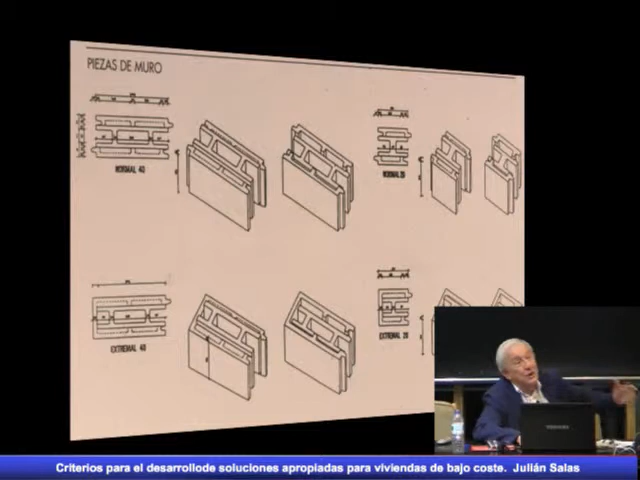 PIEZAS DE MURO
NORMAL 40
NORMAL 20
EXTREMAL 40
EXTREMAL 20
TOSHIBA
Criterios para el desarrollode soluciones apropiadas para viviendas de bajo coste. Julián Salas